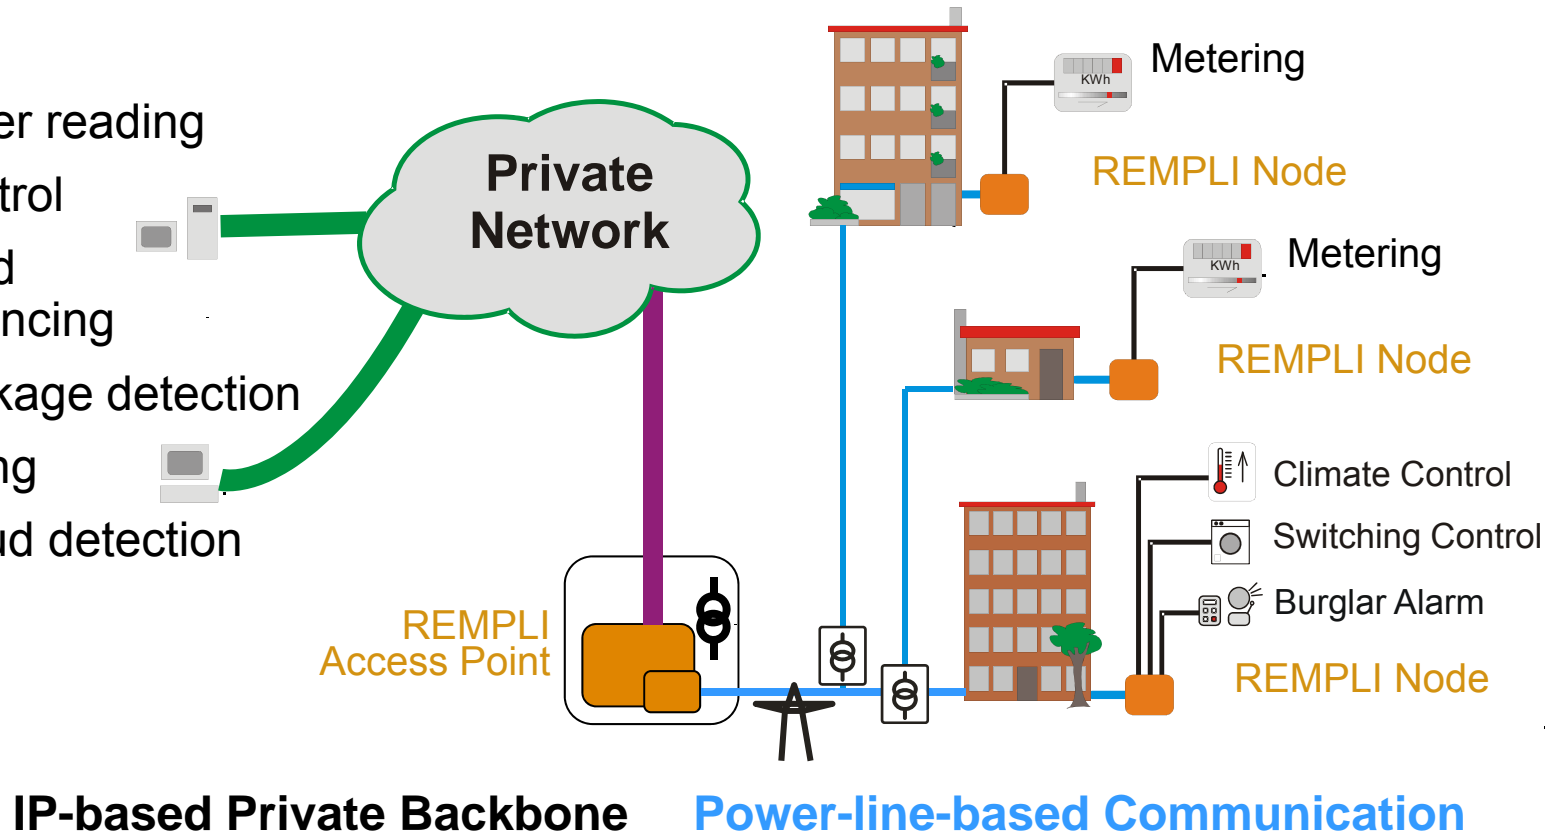 er reading
trol
d
ncing
kage detection
ng
ud detection
Private
Network
Metering
KWh
REMPLI Node
Metering
KWh
REMPLI Node
Climate Control
Switching Control
Burglar Alarm
REMPLI Node
REMPLI
Access Point
IP-based Private Backbone
Power-line-based Communication